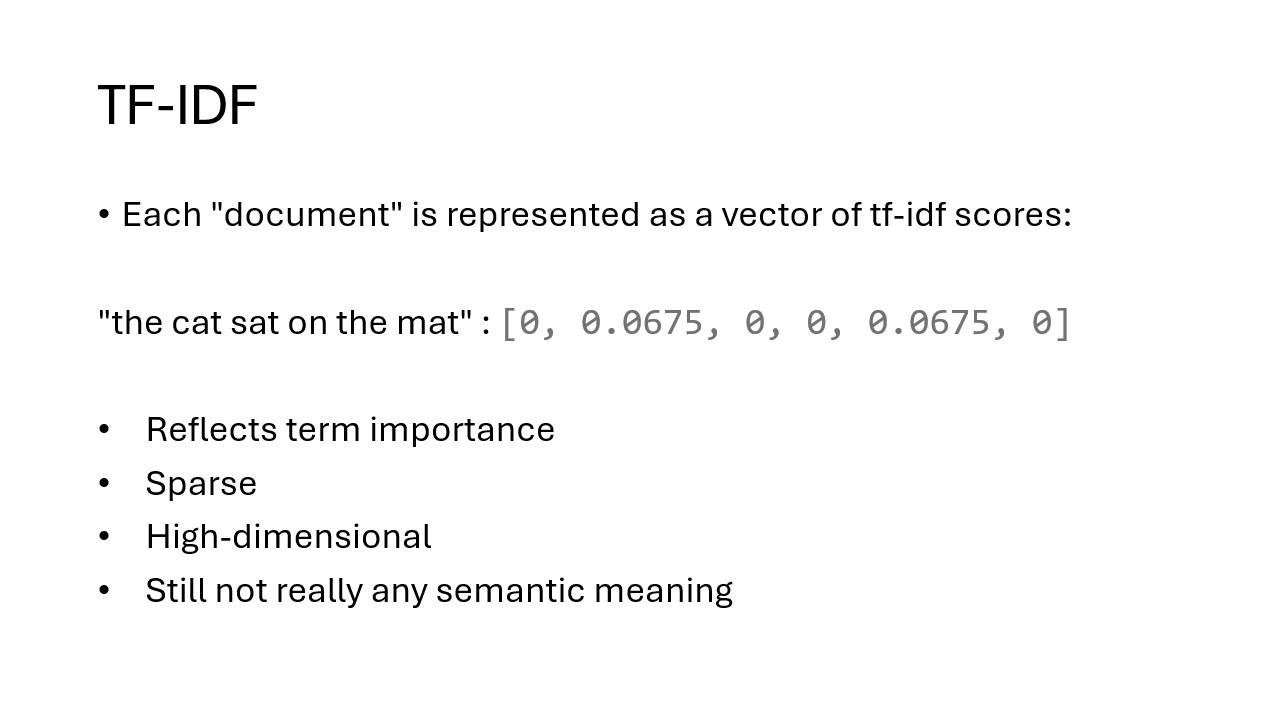 TF-IDF
• Each "document" is represented as a vector of tf-idf scores:
"the cat sat on the mat" : [0, 0.0675, 0, 0, 0.0675, 0]
• Reflects term importance
• Sparse
• High-dimensional
• Still not really any semantic meaning